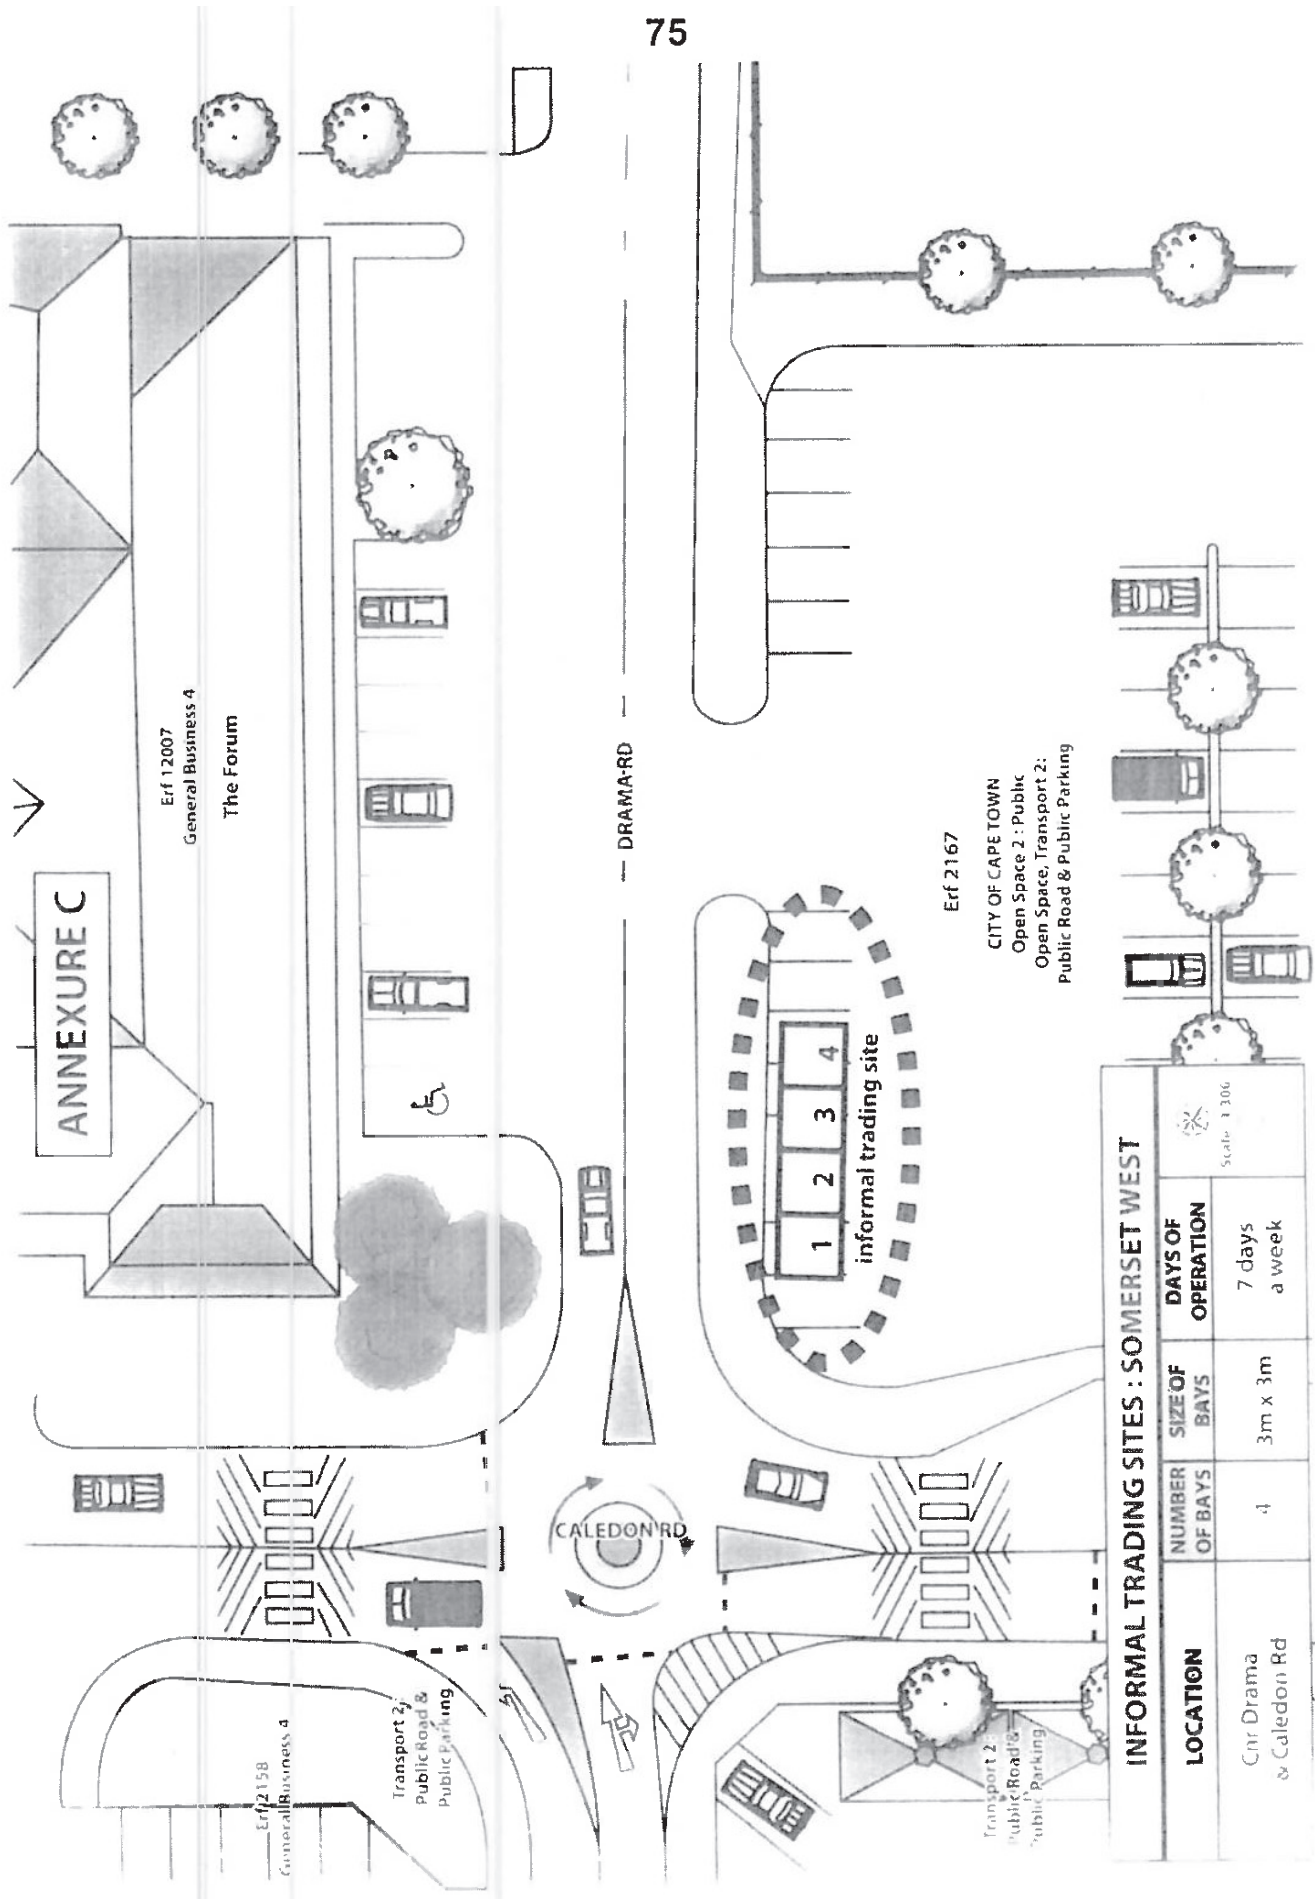 75
ANNEXURE C
Erf 12007
General Business 4
The Forum
DRAMA-RD
CALEDON RD
1 2 3 4
informal trading site
Erf 2167
CITY OF CAPE TOWN
Open Space 2 : Public
Open Space, Transport 2:
Public Road & Public Parking
Erf 2158
General Business 4
Transport 2;
Public Road &
Public Parking
Transport 2
Public Road &
Public Parking
INFORMAL TRADING SITES : SOMERSET WEST
LOCATION
NUMBER
OF BAYS
SIZE OF
BAYS
DAYS OF
OPERATION
Cnr Drama
& Caledon Rd
4
3m x 3m
7 days
a week
Scale